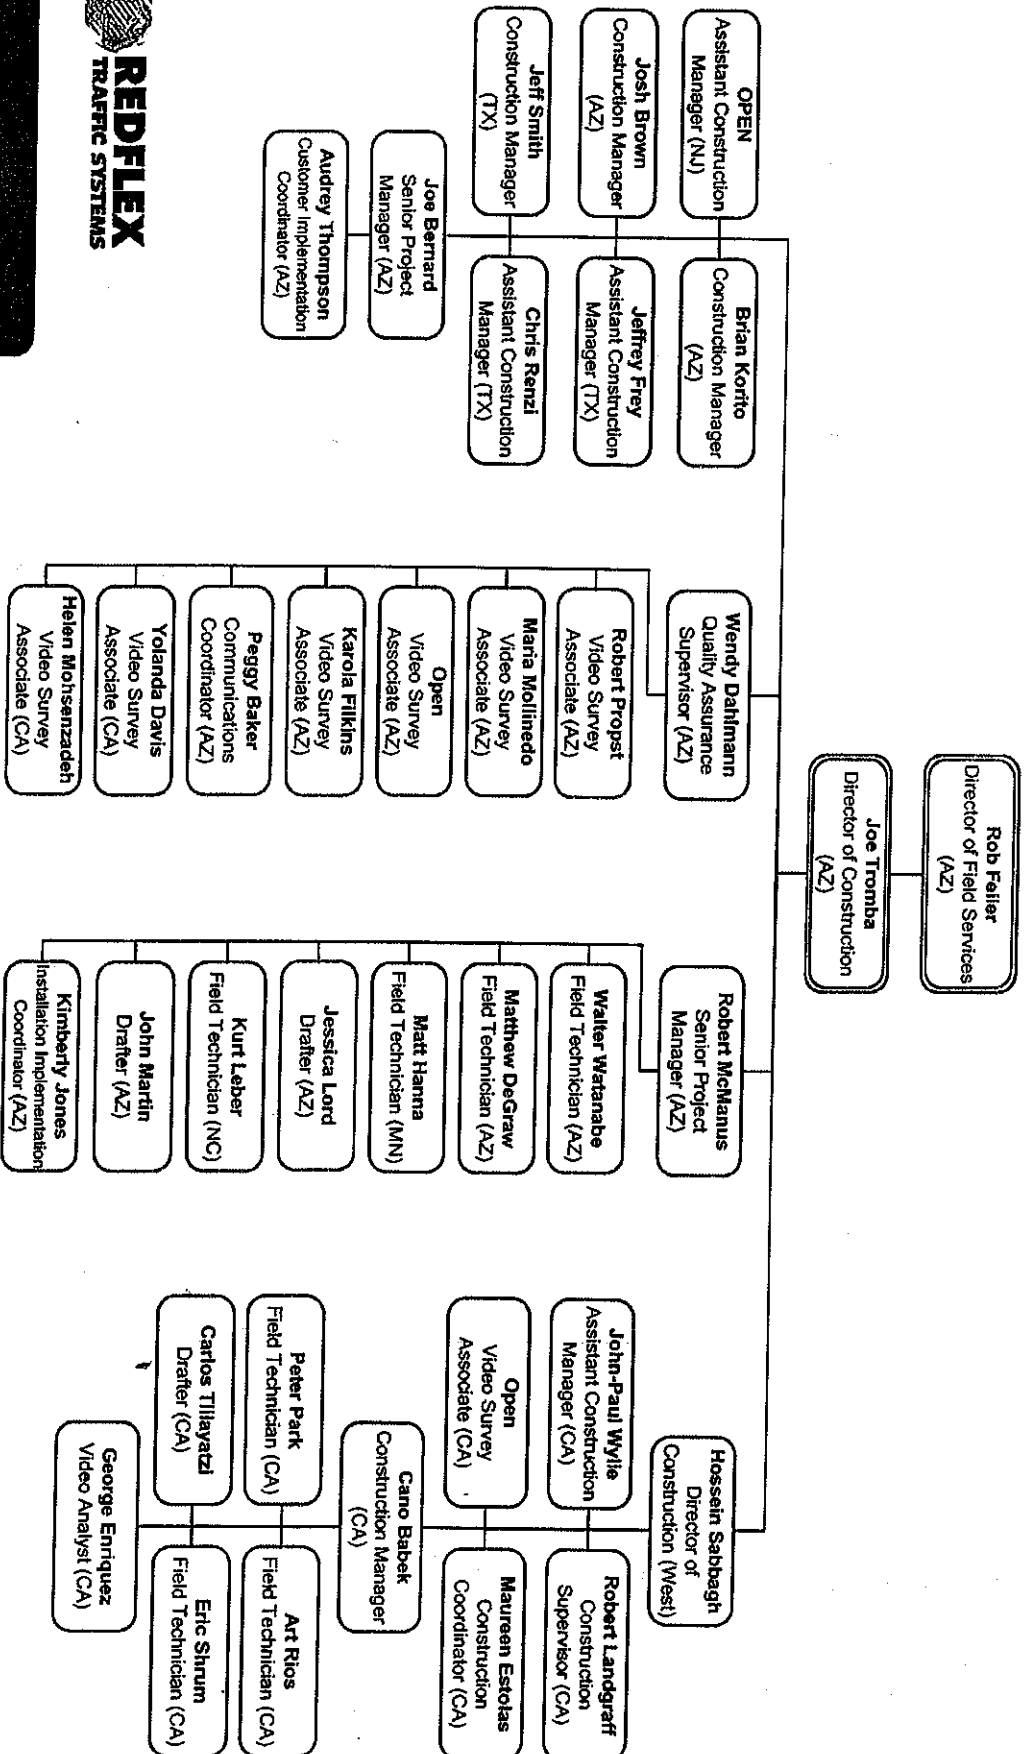 Rob Feller
Director of Field Services
(AZ)
Joe Tromba
Director of Construction
(AZ)
OPEN
Assistant Construction
Manager (NJ)
Brian Korito
Construction Manager
(AZ)
Josh Brown
Construction Manager
(AZ)
Jeffrey Frey
Assistant Construction
Manager (TX)
Jeff Smith
Construction Manager
(TX)
Chris Renzi
Assistant Construction
Manager (TX)
Joe Bernard
Senior Project
Manager (AZ)
Audrey Thompson
Customer Implementation
Coordinator (AZ)
Wendy Dahlmann
Quality Assurance
Supervisor (AZ)
Robert Propst
Video Survey
Associate (AZ)
Maria Mollinedo
Video Survey
Associate (AZ)
Open
Video Survey
Associate (AZ)
Karola Filkins
Video Survey
Associate (AZ)
Peggy Baker
Communications
Coordinator (AZ)
Yolanda Davis
Video Survey
Associate (CA)
Helen Mohsenzadeh
Video Survey
Associate (CA)
Robert McManus
Senior Project
Manager (AZ)
Walter Watanabe
Field Technician (AZ)
Matthew DeGraw
Field Technician (AZ)
Matt Hanna
Field Technician (MN)
Jessica Lord
Drafter (AZ)
Kurt Leber
Field Technician (NC)
John Martin
Drafter (AZ)
Kimberly Jones
Installation Implementation
Coordinator (AZ)
Hossein Sabbagh
Director of
Construction (West)
John-Paul Wylie
Assistant Construction
Manager (CA)
Robert Landgraff
Construction
Supervisor (CA)
Open
Video Survey
Associate (CA)
Maureen Estolas
Construction
Coordinator (CA)
Cano Babek
Construction Manager
(CA)
Peter Park
Field Technician (CA)
Art Rios
Field Technician (CA)
Carlos Tlilayatzi
Drafter (CA)
Eric Shrum
Field Technician (CA)
George Enriquez
Video Analyst (CA)
REDFLEX
TRAFFIC SYSTEMS